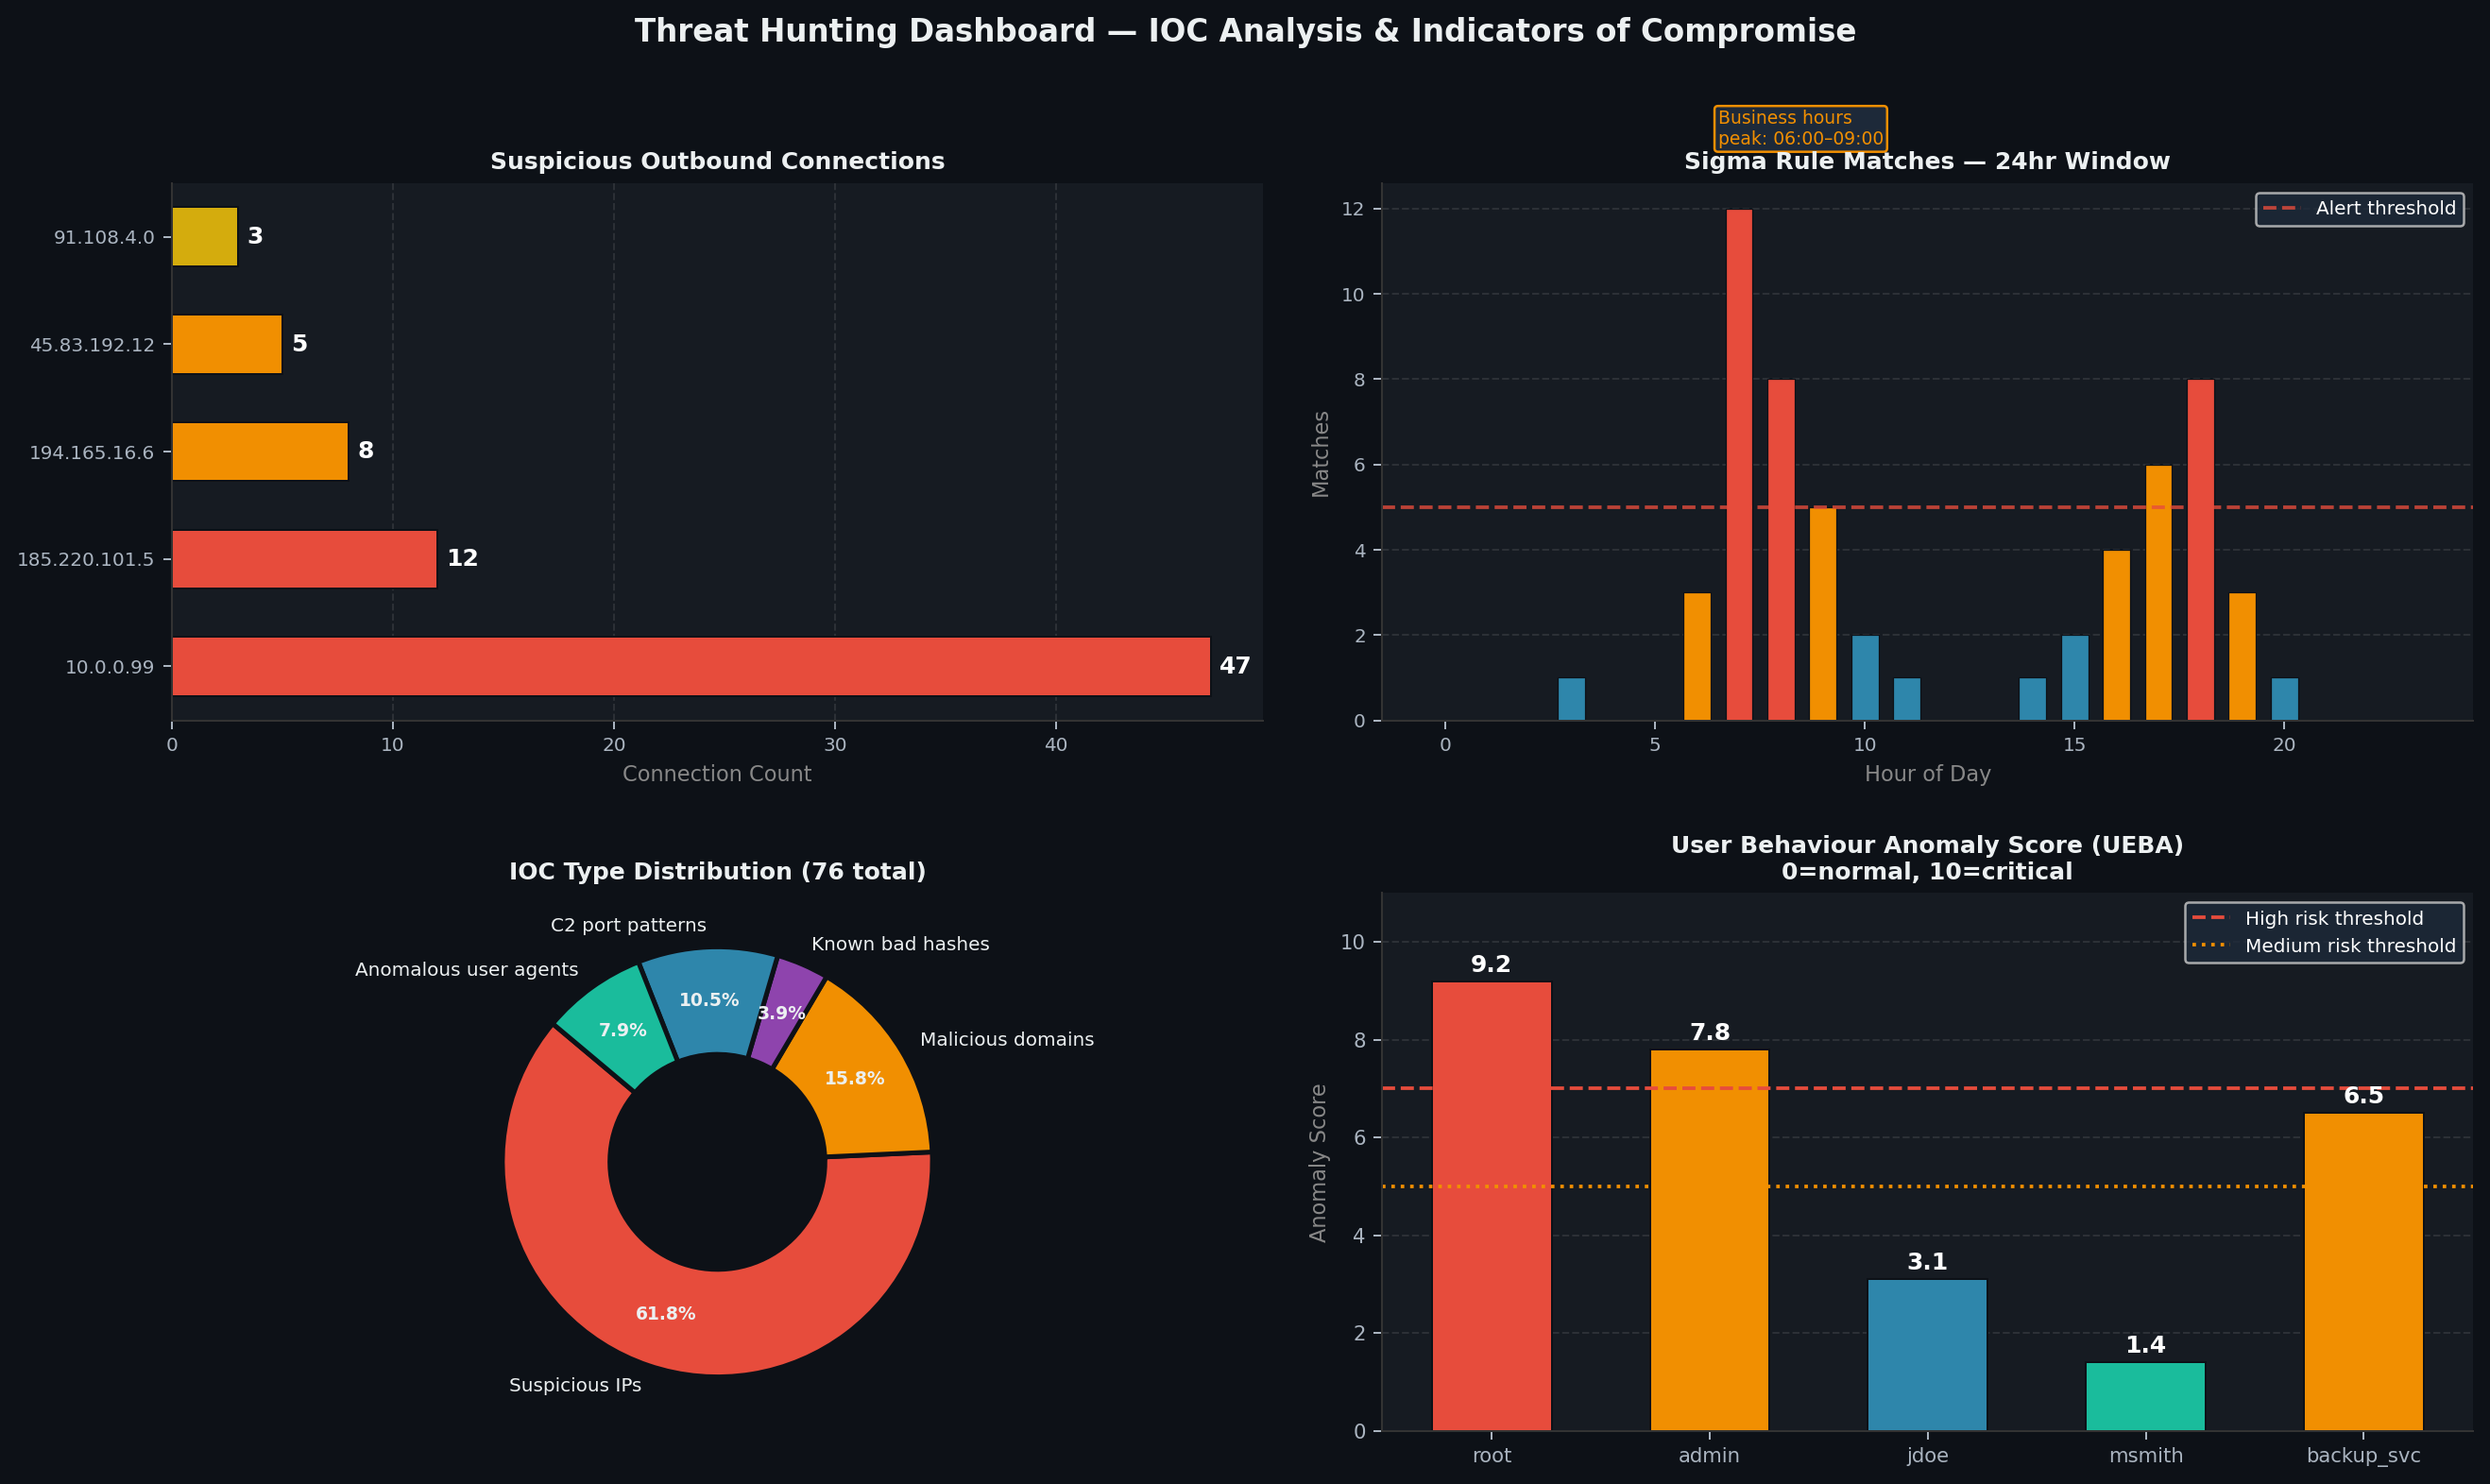 Threat Hunting Dashboard — IOC Analysis & Indicators of Compromise
Suspicious Outbound Connections
91.108.4.0
3
45.83.192.12
5
194.165.16.6
8
185.220.101.5
12
10.0.0.99
47
0 10 20 30 40
Connection Count
Business hours
peak: 06:00–09:00
Sigma Rule Matches — 24hr Window
Alert threshold
12
10
8
6
4
2
0
Matches
0 5 10 15 20
Hour of Day
IOC Type Distribution (76 total)
C2 port patterns
Known bad hashes
Anomalous user agents
Malicious domains
Suspicious IPs
10.5%
3.9%
7.9%
15.8%
61.8%
User Behaviour Anomaly Score (UEBA)
0=normal, 10=critical
High risk threshold
Medium risk threshold
10
8
6
4
2
0
Anomaly Score
9.2
7.8
3.1
1.4
6.5
root admin jdoe msmith backup_svc